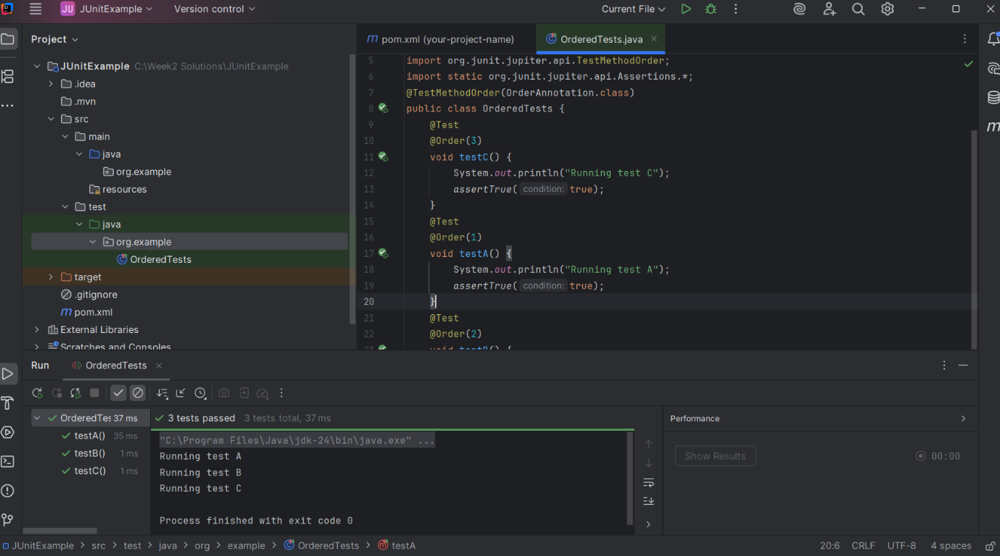 JU JUnitExample Version control Current File
Project
m pom.xml (your-project-name) OrderedTests.java
JUnitExample C:\Week2 Solutions\JUnitExample
.idea
.mvn
src
main
java
org.example
resources
test
java
org.example
OrderedTests
target
.gitignore
m pom.xml
External Libraries
Scratches and Consoles
5 import org.junit.jupiter.api.TestMethodOrder;
6 import static org.junit.jupiter.api.Assertions.*;
7 @TestMethodOrder(OrderAnnotation.class)
8 public class OrderedTests {
9 @Test
10 @Order(3)
11 void testC() {
12 System.out.println("Running test C");
13 assertTrue( condition: true);
14 }
15 @Test
16 @Order(1)
17 void testA() {
18 System.out.println("Running test A");
19 assertTrue( condition: true);
20 }
21 @Test
22 @Order(2)
23 void testB() {
m
Run OrderedTests
OrderedTes 37 ms
testA() 35 ms
testB() 1 ms
testC() 1 ms
3 tests passed 3 tests total, 37 ms
"C:\Program Files\Java\jdk-24\bin\java.exe" ...
Running test A
Running test B
Running test C
Process finished with exit code 0
Performance
Show Results 00:00
JUnitExample > src > test > java > org > example > OrderedTests > m testA 20:6 CRLF UTF-8 4 spaces